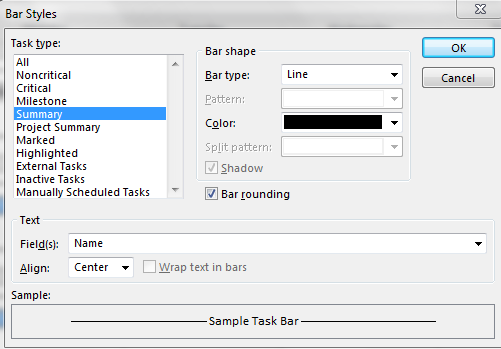 Bar Styles
Task type:
All
Noncritical
Critical
Milestone
Summary
Project Summary
Marked
Highlighted
External Tasks
Inactive Tasks
Manually Scheduled Tasks
Bar shape
Bar type: Line
Pattern:
Color:
Split pattern:
Shadow
Bar rounding
OK
Cancel
Text
Field(s): Name
Align: Center Wrap text in bars
Sample:
Sample Task Bar